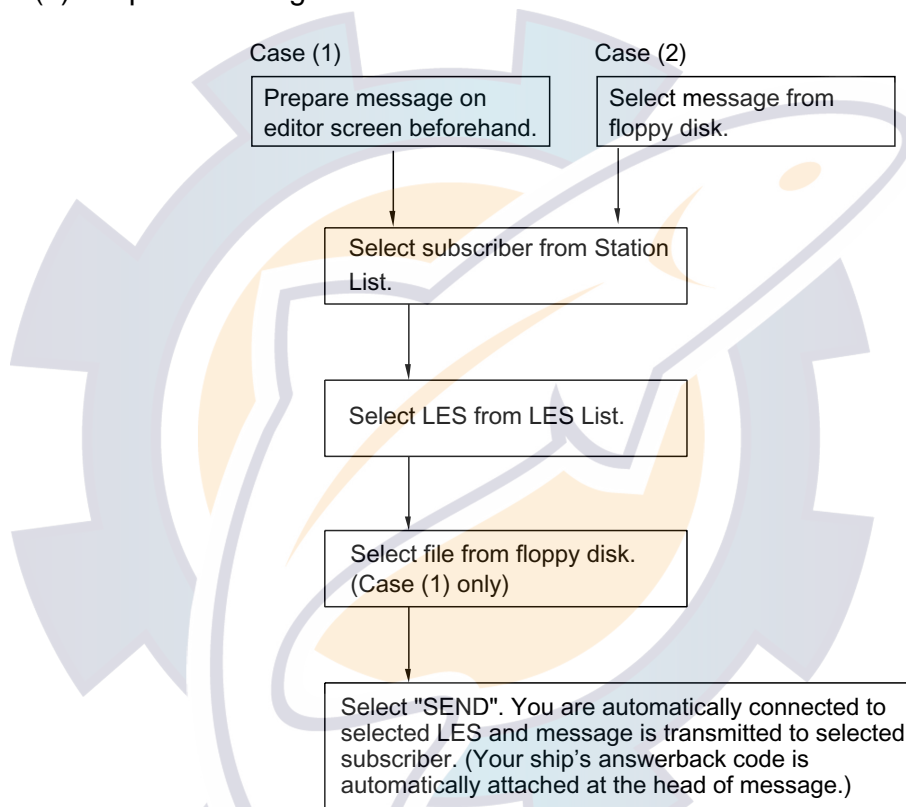 Case (1)
Case (2)
Prepare message on
editor screen beforehand.
Select message from
floppy disk.
Select subscriber from Station
List.
Select LES from LES List.
Select file from floppy disk.
(Case (1) only)
Select "SEND". You are automatically connected to
selected LES and message is transmitted to selected
subscriber. (Your ship’s answerback code is
automatically attached at the head of message.)